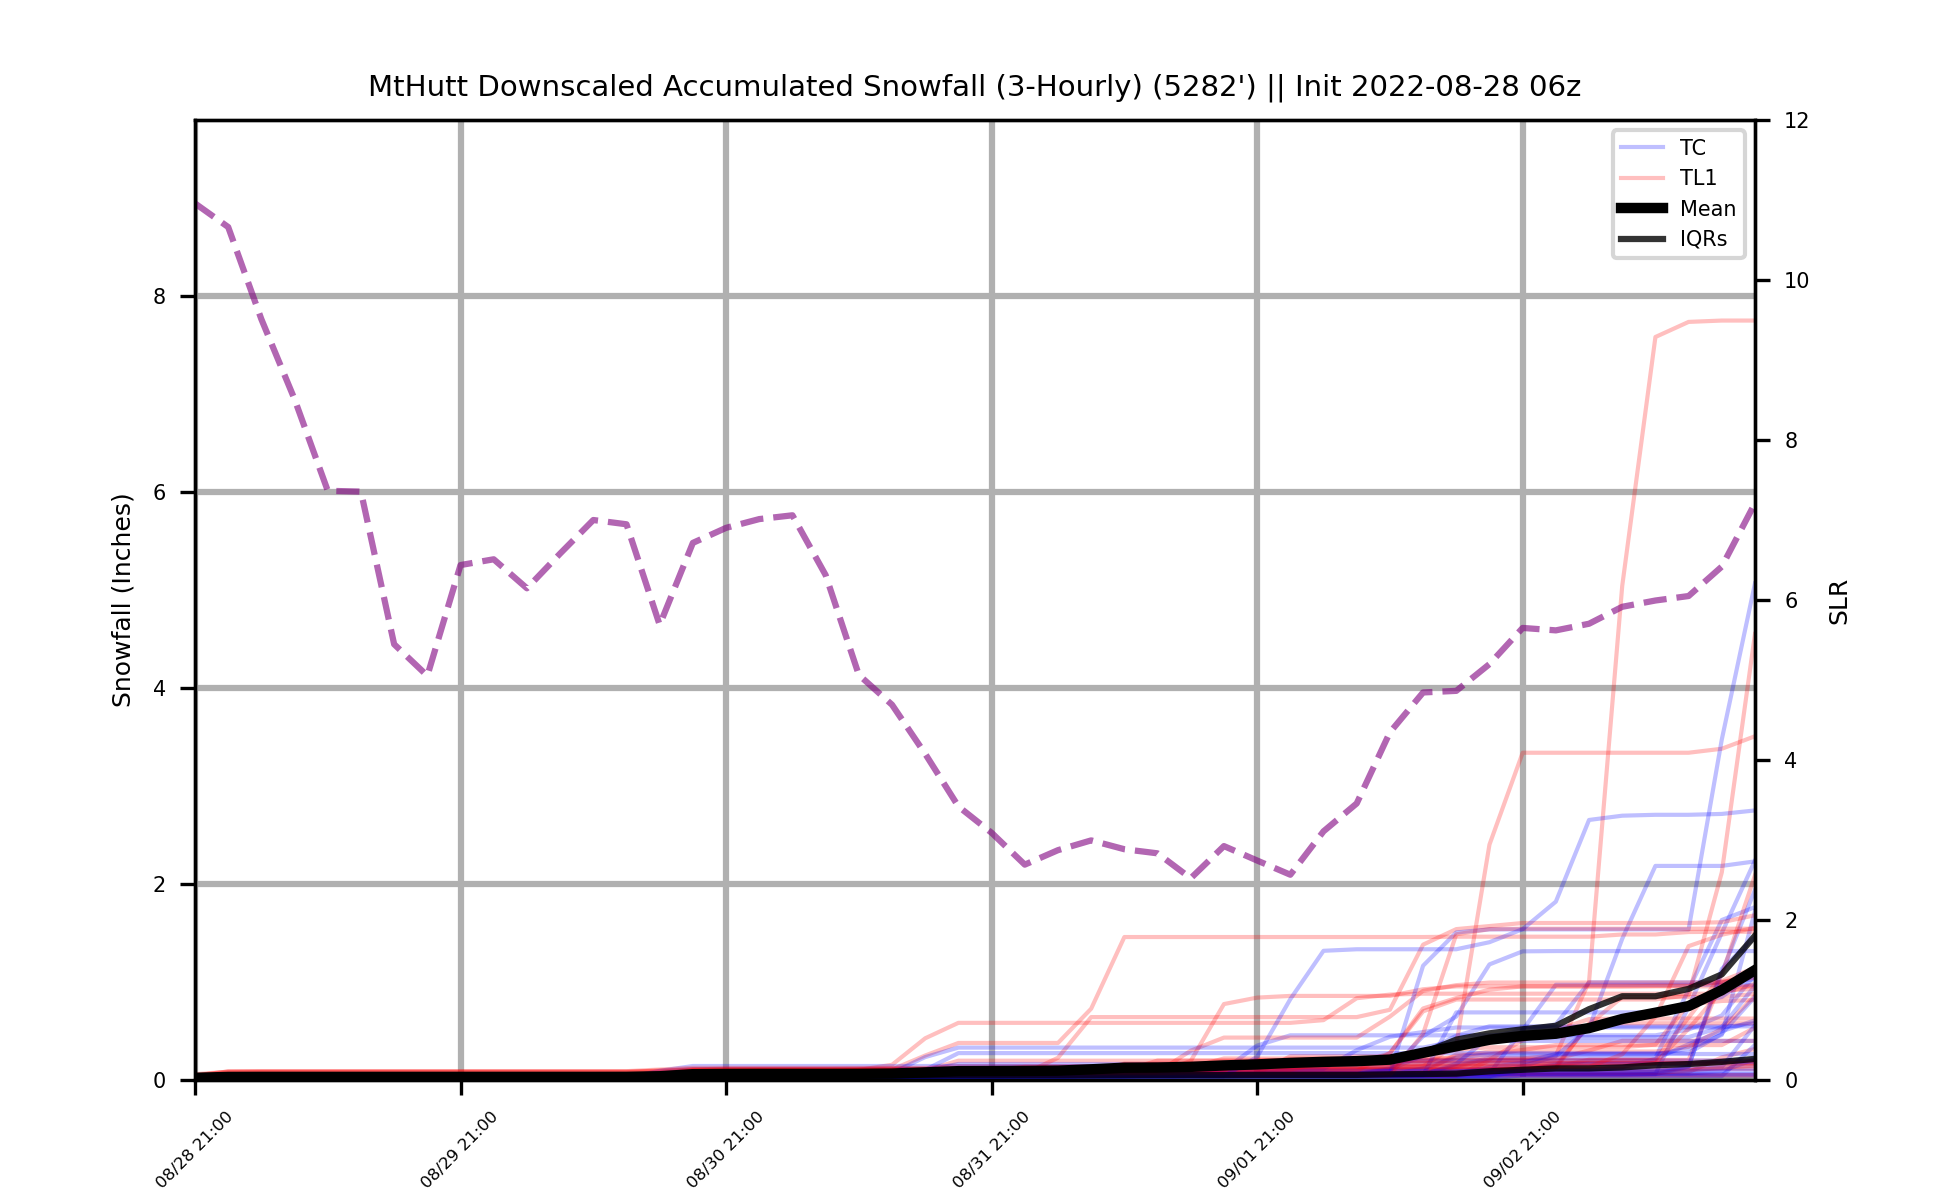 MtHutt Downscaled Accumulated Snowfall (3-Hourly) (5282') || Init 2022-08-28 06z
TC
TL1
Mean
IQRs
Snowfall (Inches)
8
6
4
2
0
12
10
8
6
4
2
0
SLR
08/28 21:00
08/29 21:00
08/30 21:00
08/31 21:00
09/01 21:00
09/02 21:00